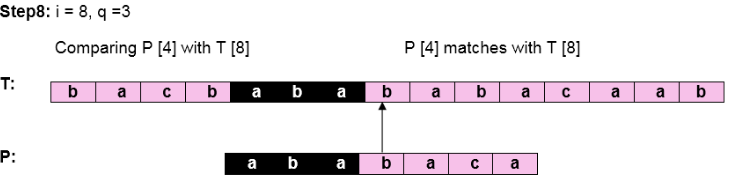 Step8: i = 8, q =3
Comparing P [4] with T [8] P [4] matches with T [8]
T: b a c b a b a b a b a c a a b
P: a b a b a c a